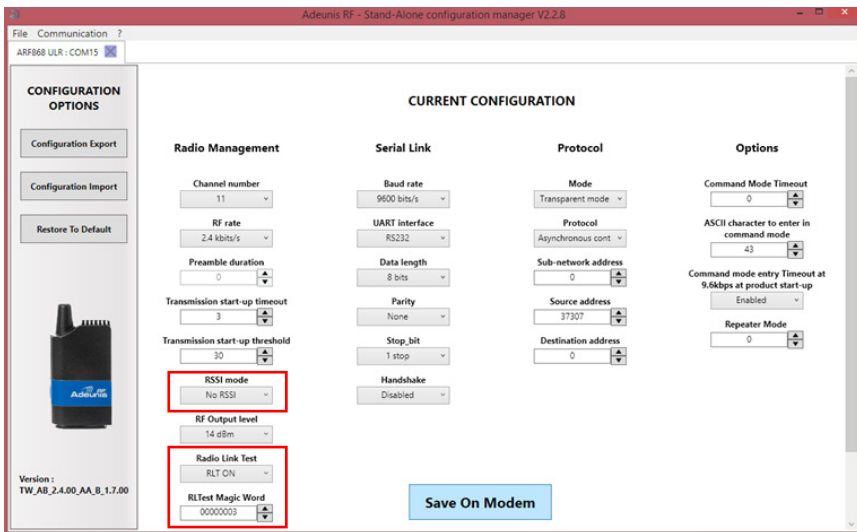 Adeunis RF - Stand-Alone configuration manager V2.2.8
File Communication ?
ARF868 ULR : COM15
CONFIGURATION
OPTIONS
Configuration Export
Configuration Import
Restore To Default
Adeunis RF
Version :
TW_AB_2.4.00_AA_B_1.7.00
CURRENT CONFIGURATION
Radio Management
Channel number
11
RF rate
2.4 kbits/s
Preamble duration
0
Transmission start-up timeout
3
Transmission start-up threshold
30
RSSI mode
No RSSI
RF Output level
14 dBm
Radio Link Test
RLT ON
RLTest Magic Word
00000003
Serial Link
Baud rate
9600 bits/s
UART interface
RS232
Data length
8 bits
Parity
None
Stop_bit
1 stop
Handshake
Disabled
Protocol
Mode
Transparent mode
Protocol
Asynchronous cont
Sub-network address
0
Source address
37307
Destination address
0
Options
Command Mode Timeout
0
ASCII character to enter in
command mode
43
Command mode entry Timeout at
9.6kbps at product start-up
Enabled
Repeater Mode
0
Save On Modem